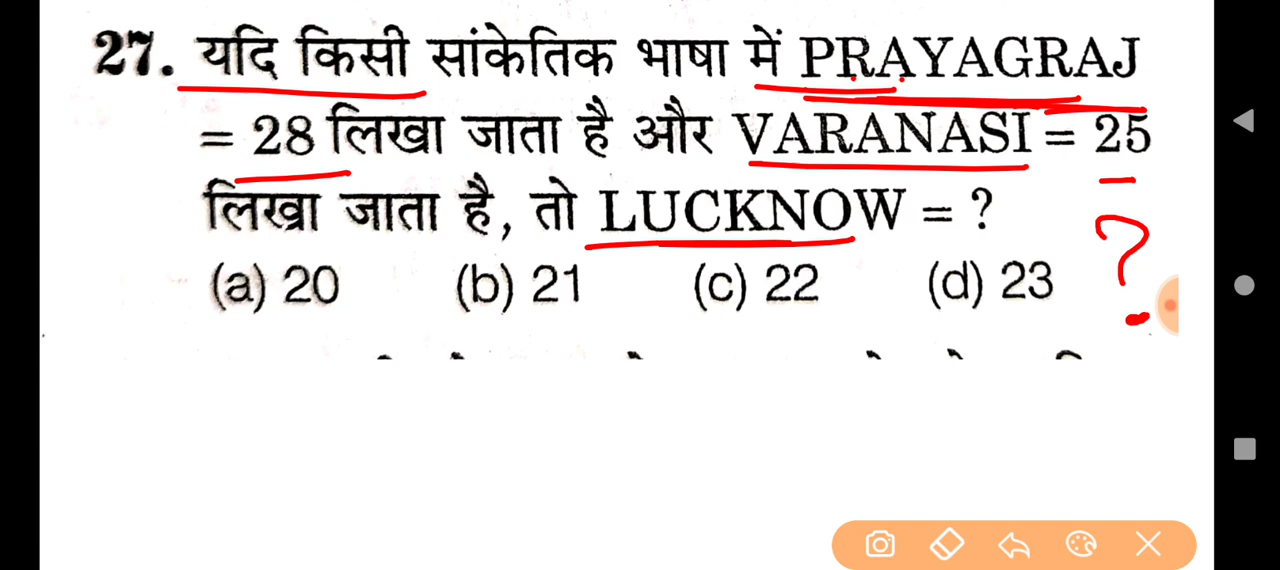 27. यदि किसी सांकेतिक भाषा में PRAYAGRAJ
= 28 लिखा जाता है और VARANASI = 25
लिखा जाता है, तो LUCKNOW = ?
(a) 20 (b) 21 (c) 22 (d) 23
?